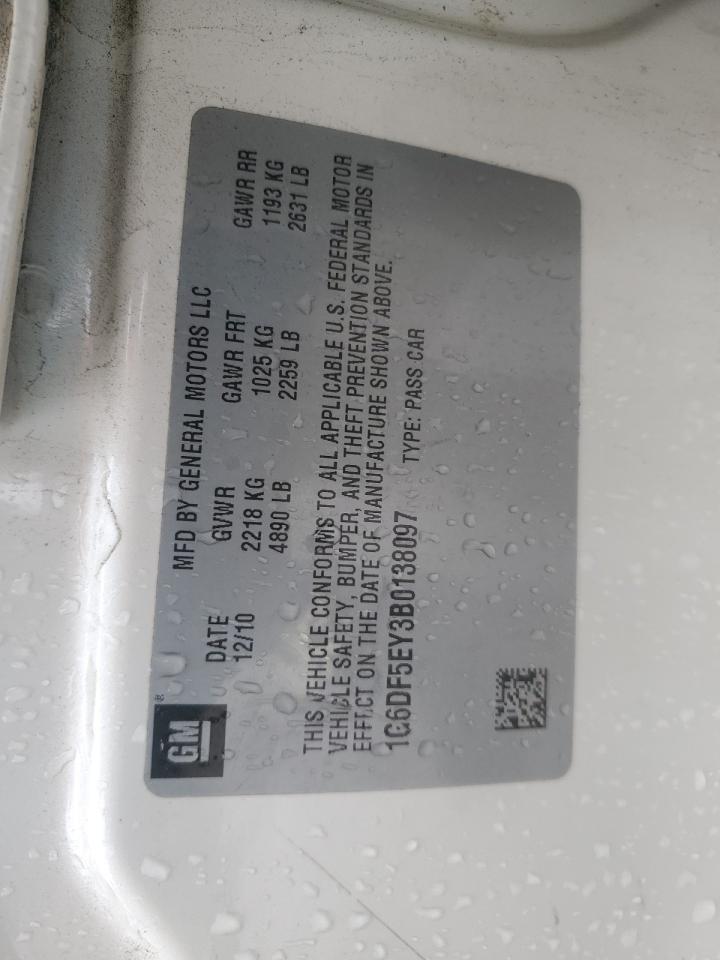 GM
MFD BY GENERAL MOTORS LLC
DATE GVWR GAWR FRT GAWR RR
12/10 2218 KG 1025 KG 1193 KG
4890 LB 2259 LB 2631 LB
THIS VEHICLE CONFORMS TO ALL APPLICABLE U.S. FEDERAL MOTOR
VEHICLE SAFETY, BUMPER, AND THEFT PREVENTION STANDARDS IN
EFFECT ON THE DATE OF MANUFACTURE SHOWN ABOVE.
1G6DF5EY3B0138097 TYPE: PASS CAR